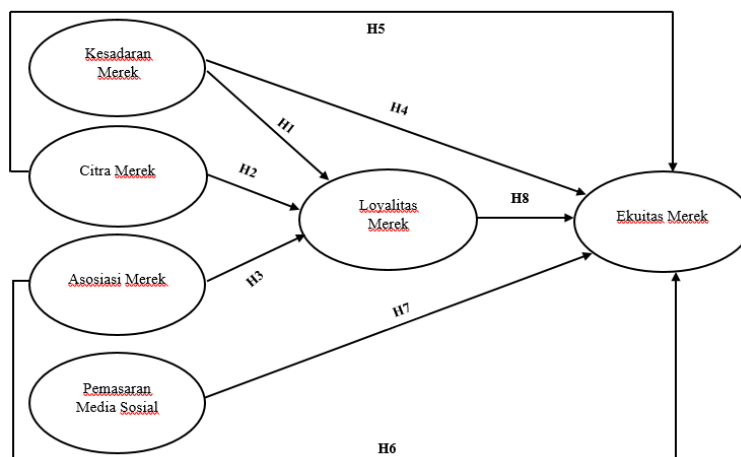 H5
Kesadaran
Merek
H4
H1
Citra Merek
H2
Loyalitas
Merek
H8
Ekuitas Merek
Asosiasi Merek
H3
H7
Pemasaran
Media Sosial
H6